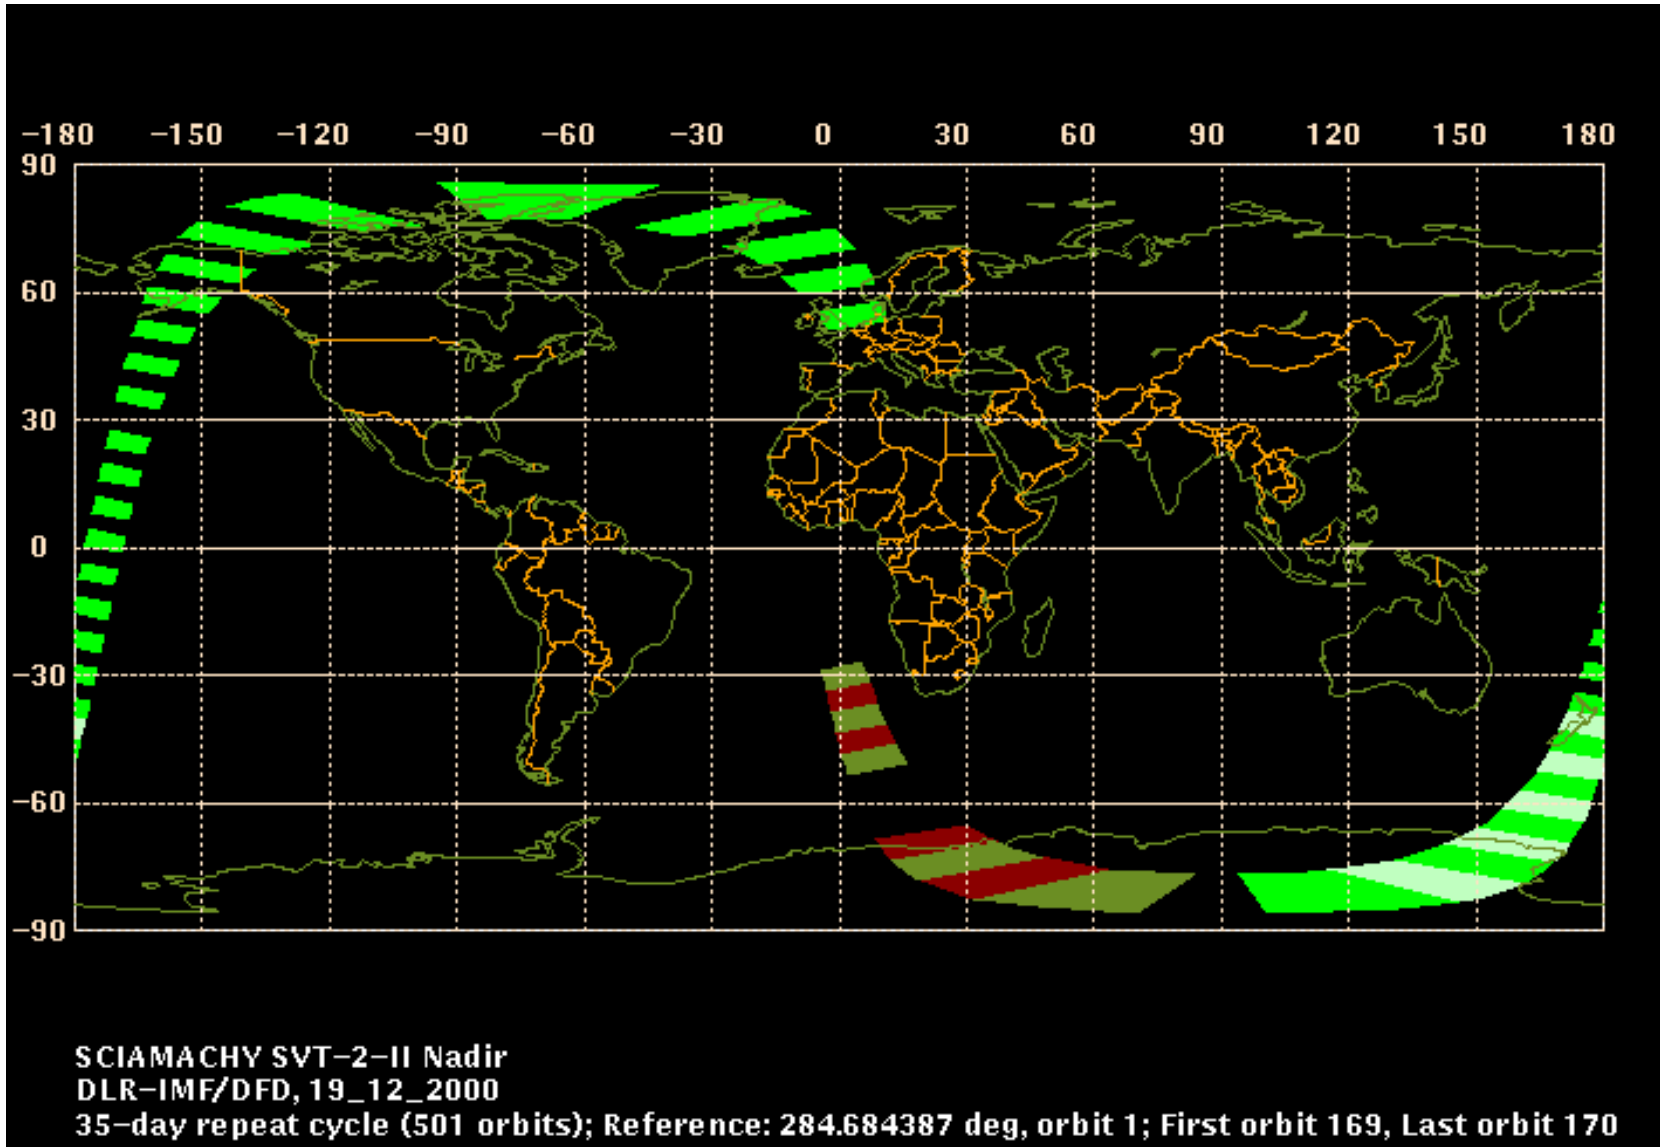 -180 -150 -120 -90 -60 -30 0 30 60 90 120 150 180
90
60
30
0
-30
-60
-90
SCIAMACHY SVT-2-II Nadir
DLR-IMF/DFD, 19_12_2000
35-day repeat cycle (501 orbits); Reference: 284.684387 deg, orbit 1; First orbit 169, Last orbit 170